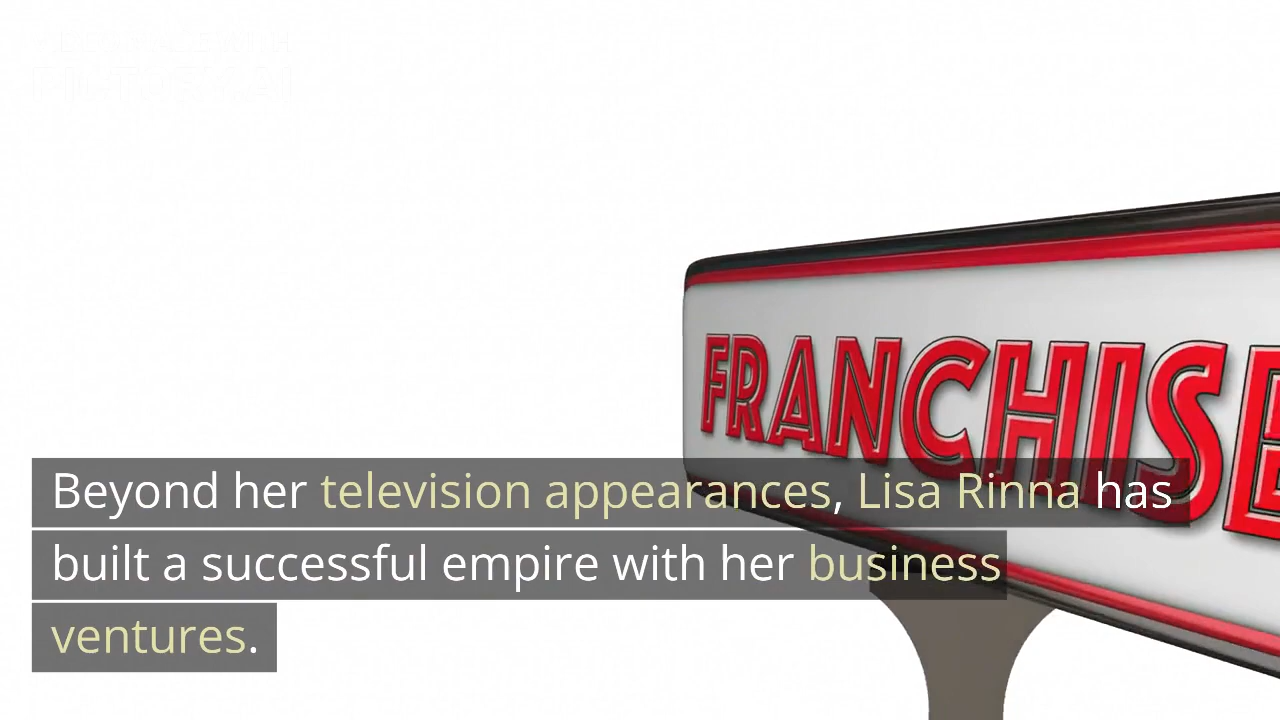 FRANCHISE
Beyond her television appearances, Lisa Rinna has
built a successful empire with her business
ventures.